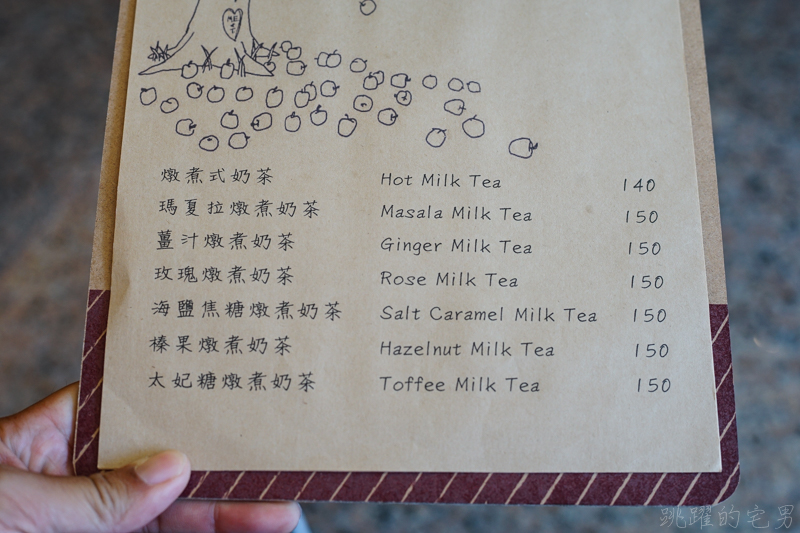 燉煮式奶茶 Hot Milk Tea 140
瑪夏拉燉煮奶茶 Masala Milk Tea 150
薑汁燉煮奶茶 Ginger Milk Tea 150
玫瑰燉煮奶茶 Rose Milk Tea 150
海鹽焦糖燉煮奶茶 Salt Caramel Milk Tea 150
榛果燉煮奶茶 Hazelnut Milk Tea 150
太妃糖燉煮奶茶 Toffee Milk Tea 150
跳躍的宅男